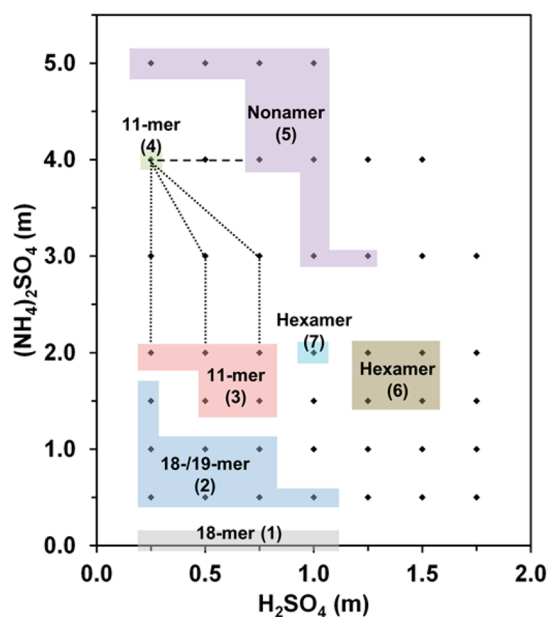 5.0
4.0
3.0
2.0
1.0
0.0
(NH4)2SO4 (m)
11-mer
(4)
Nonamer
(5)
Hexamer
(7)
11-mer
(3)
Hexamer
(6)
18-/19-mer
(2)
18-mer (1)
0.0 0.5 1.0 1.5 2.0
H2SO4 (m)